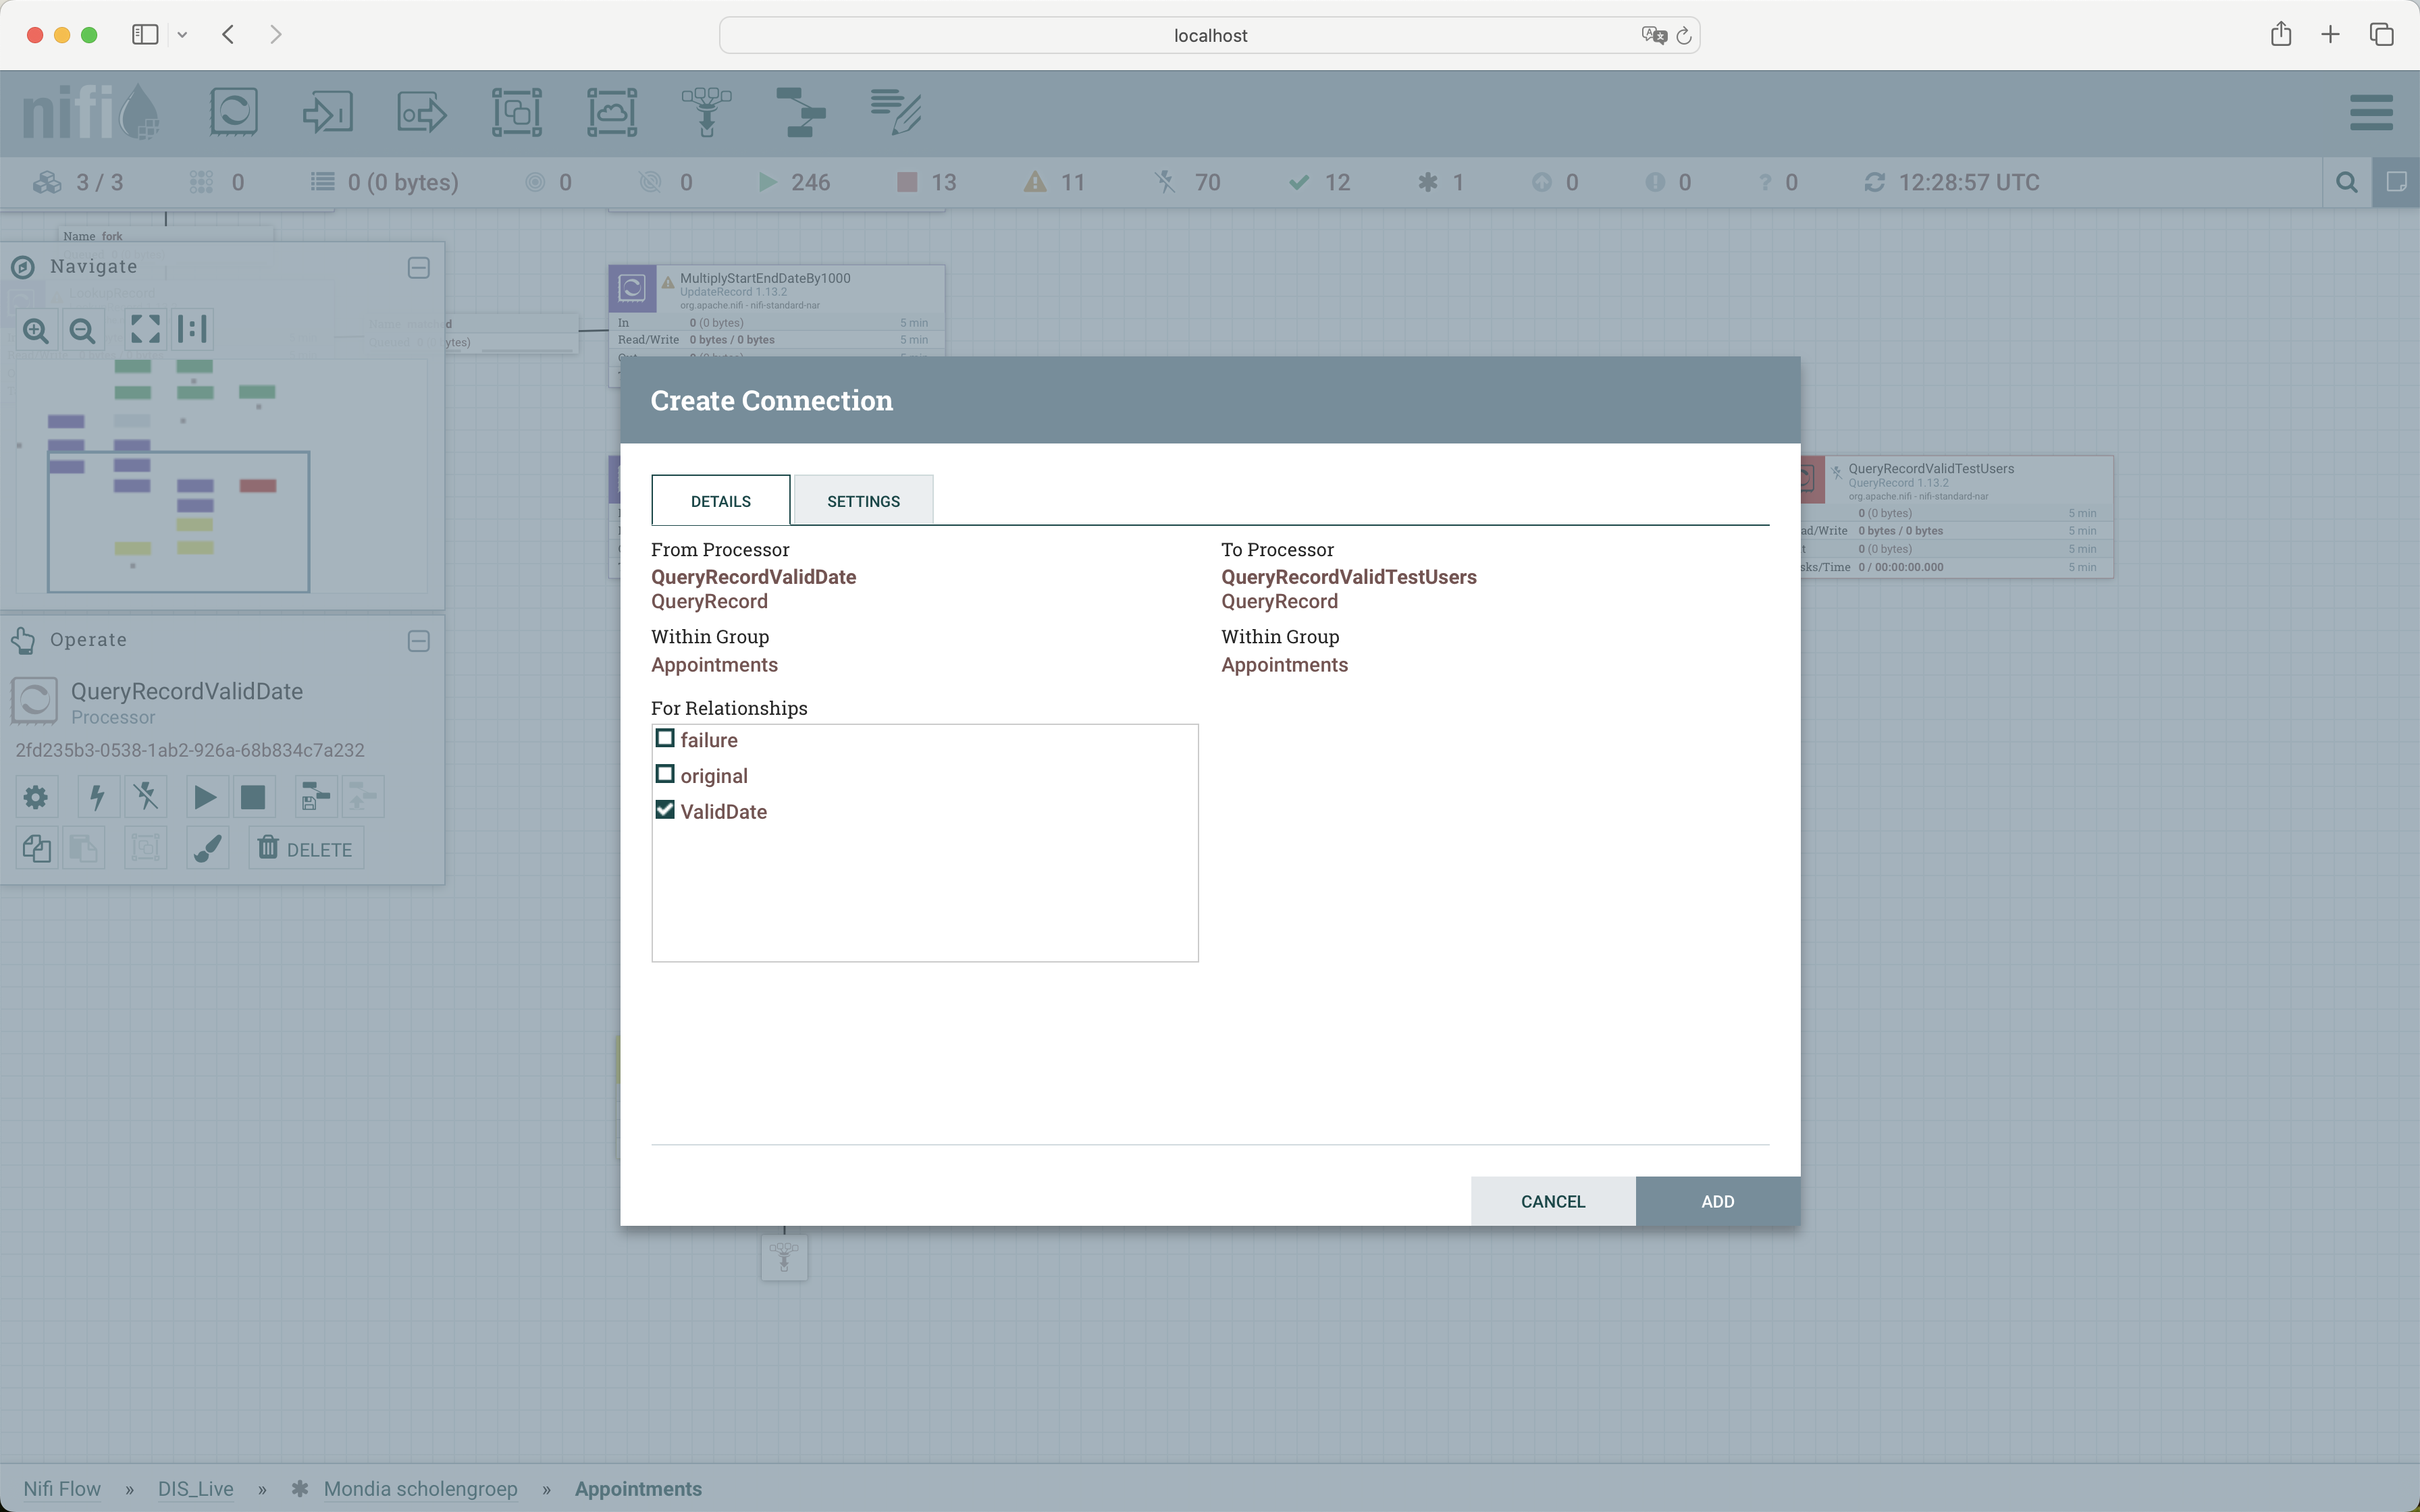 localhost
nifi
3 / 3
0
0 (0 bytes)
0
0
246
13
11
70
12
1
0
0
? 0
12:28:57 UTC
Name fork
Navigate
MultiplyStartEndDateBy1000
UpdateRecord 1.13.2
org.apache.nifi - nifi-standard-nar
In 0 (0 bytes) 5 min
Read/Write 0 bytes / 0 bytes 5 min
Create Connection
DETAILS
SETTINGS
From Processor
QueryRecordValidDate
QueryRecord
Within Group
Appointments
To Processor
QueryRecordValidTestUsers
QueryRecord
Within Group
Appointments
For Relationships
failure
original
ValidDate
CANCEL
ADD
QueryRecordValidTestUsers
QueryRecord 1.13.2
org.apache.nifi - nifi-standard-nar
0 (0 bytes) 5 min
ad/Write 0 bytes / 0 bytes 5 min
t 0 (0 bytes) 5 min
sks/Time 0 / 00:00:00.000 5 min
Operate
QueryRecordValidDate
Processor
2fd235b3-0538-1ab2-926a-68b834c7a232
DELETE
Nifi Flow » DIS_Live » Mondia scholengroep » Appointments